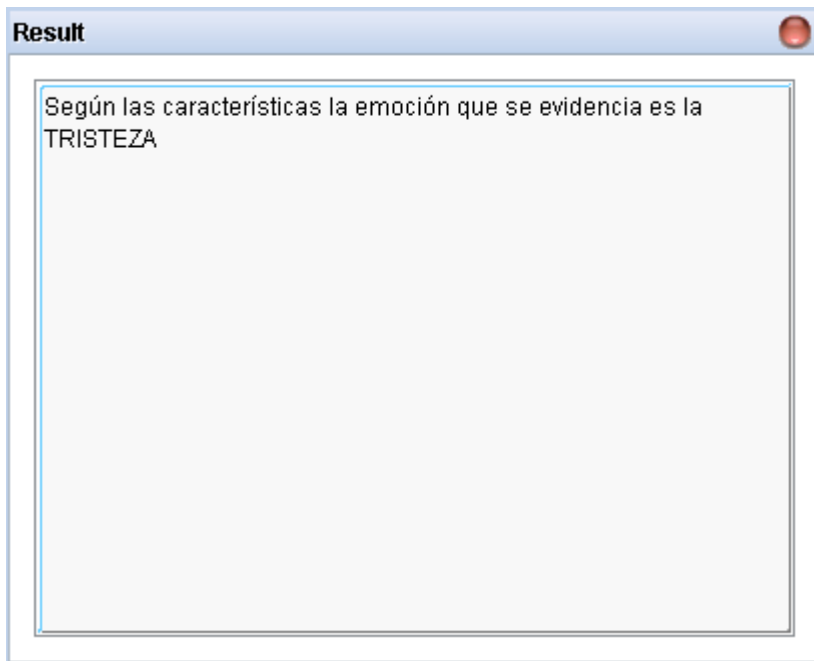 Result
Según las características la emoción que se evidencia es la
TRISTEZA